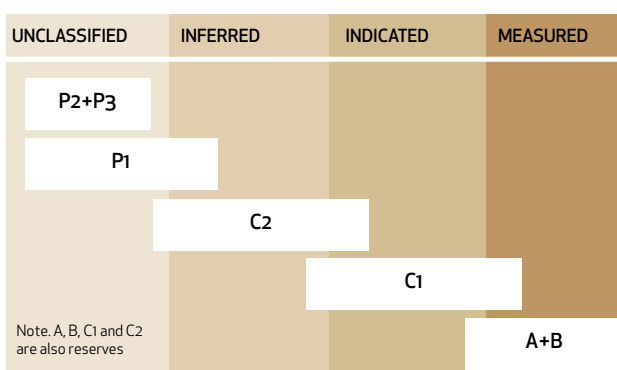 UNCLASSIFIED INFERRED INDICATED MEASURED
P2+P3
P1
C2
C1
A+B
Note. A, B, C1 and C2
are also reserves